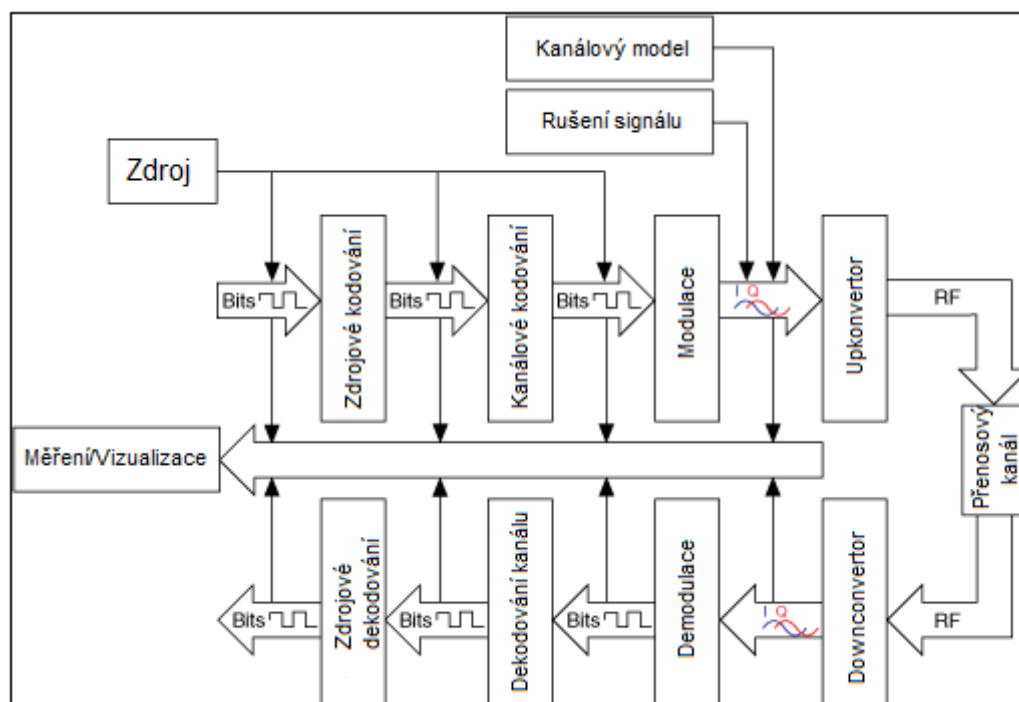 Kanálový model
Rušení signálu
Zdroj
Bits
Zdrojové kodování
Bits
Kanálové kodování
Bits
Modulace
I Q
Upkonvertor
RF
Přenosový
kanál
Měření/Vizualizace
Bits
Zdrojové
dekodování
Bits
Dekodování kanálu
Bits
Demodulace
I Q
Downconvertor
RF